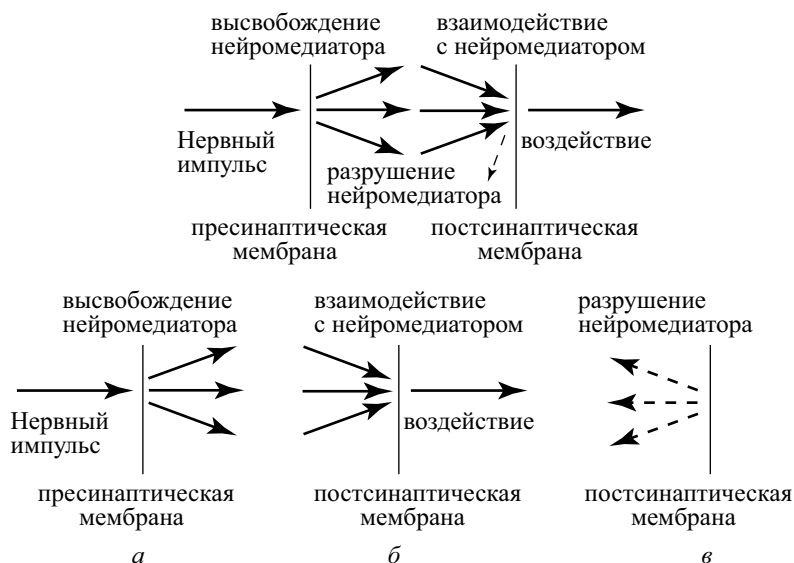 высвобождение
нейромедиатора
взаимодействие
с нейромедиатором
Нервный
импульс
воздействие
разрушение
нейромедиатора
пресинаптическая
мембрана
постсинаптическая
мембрана
высвобождение
нейромедиатора
взаимодействие
с нейромедиатором
разрушение
нейромедиатора
Нервный
импульс
воздействие
пресинаптическая
мембрана
постсинаптическая
мембрана
постсинаптическая
мембрана
а
б
в